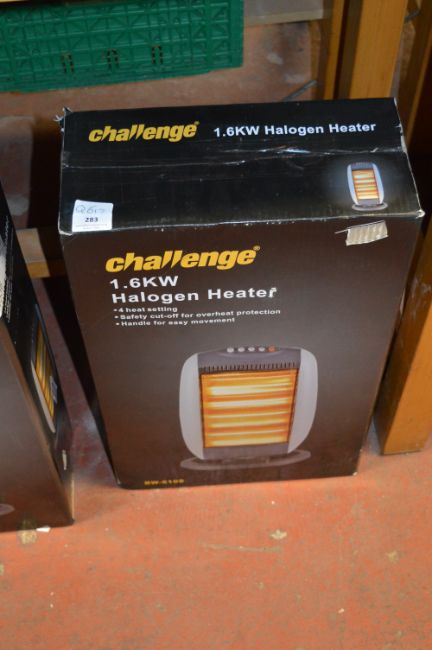 challenge® 1.6KW Halogen Heater
283
challenge®
1.6KW
Halogen Heater
• 4 heat setting
• Safety cut-off for overheat protection
• Handle for easy movement